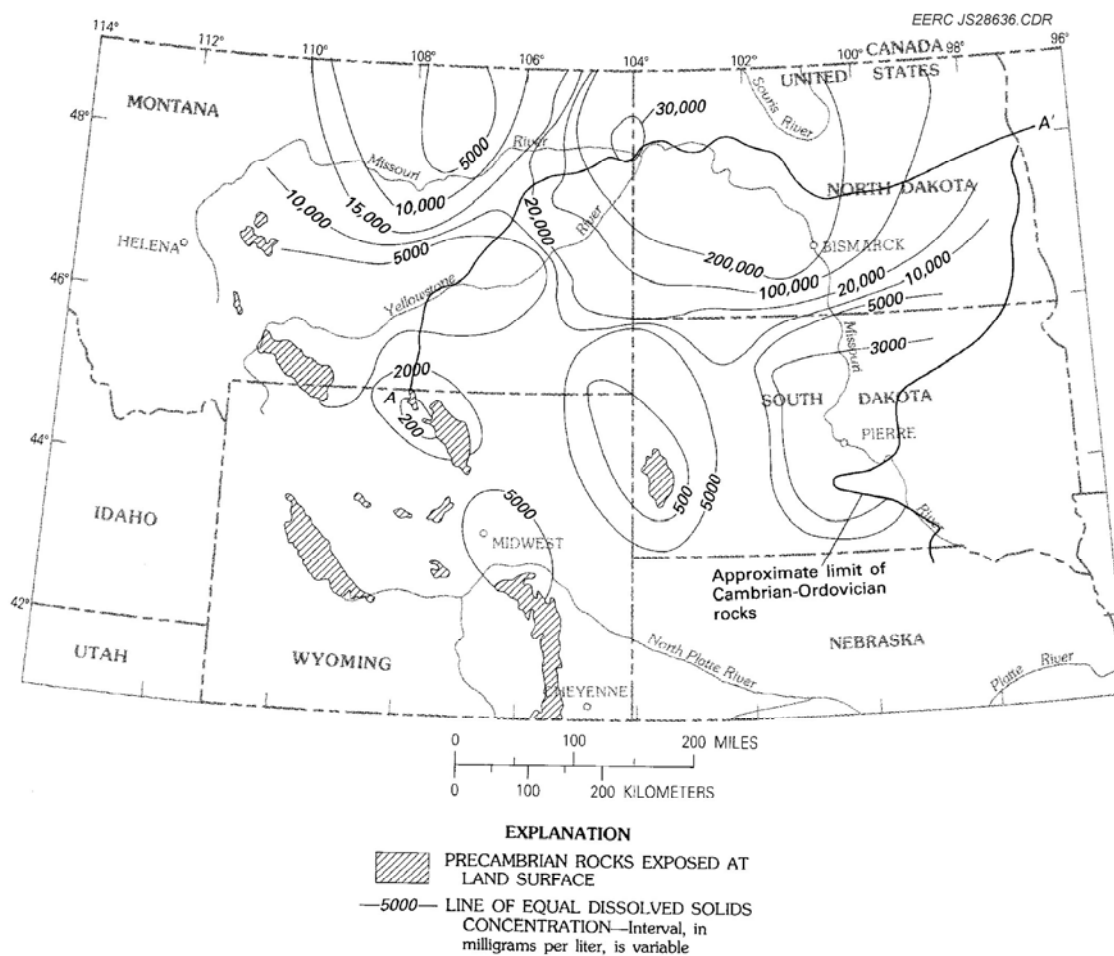 EERC JS28636.CDR
114°
112°
110°
108°
106°
104°
102°
100°
98°
96°
CANADA
UNITED STATES
MONTANA
48°
30,000
Souris
River
A'
5000
River
Missouri
10,000
15,000
10,000
20,000
River
NORTH DAKOTA
HELENA
5000
200,000
BISMARCK
100,000
20,000
10,000
46°
Yellowstone
5000
Missouri
3000
2000
A
200
SOUTH DAKOTA
PIERRE
44°
500
5000
5000
IDAHO
MIDWEST
River
Approximate limit of
Cambrian-Ordovician
rocks
42°
UTAH
WYOMING
North Platte River
NEBRASKA
Platte River
HEYENNE
0 100 200 MILES
0 100 200 KILOMETERS
EXPLANATION
PRECAMBRIAN ROCKS EXPOSED AT
LAND SURFACE
—5000— LINE OF EQUAL DISSOLVED SOLIDS
CONCENTRATION—Interval, in
milligrams per liter, is variable